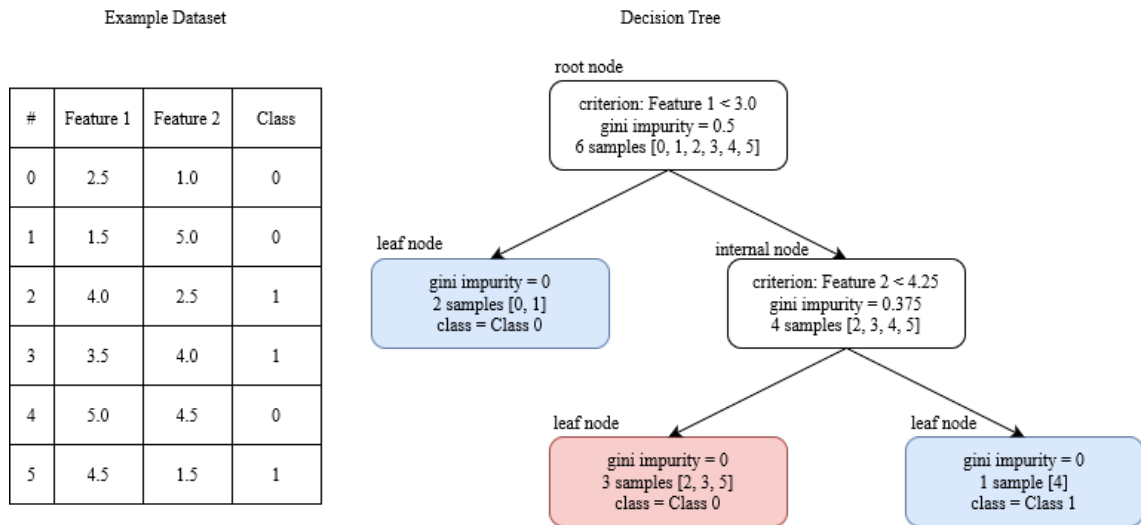 Example Dataset
# Feature 1 Feature 2 Class
0 2.5 1.0 0
1 1.5 5.0 0
2 4.0 2.5 1
3 3.5 4.0 1
4 5.0 4.5 0
5 4.5 1.5 1
Decision Tree
root node
criterion: Feature 1 < 3.0
gini impurity = 0.5
6 samples [0, 1, 2, 3, 4, 5]
leaf node
gini impurity = 0
2 samples [0, 1]
class = Class 0
internal node
criterion: Feature 2 < 4.25
gini impurity = 0.375
4 samples [2, 3, 4, 5]
leaf node
gini impurity = 0
3 samples [2, 3, 5]
class = Class 0
leaf node
gini impurity = 0
1 sample [4]
class = Class 1